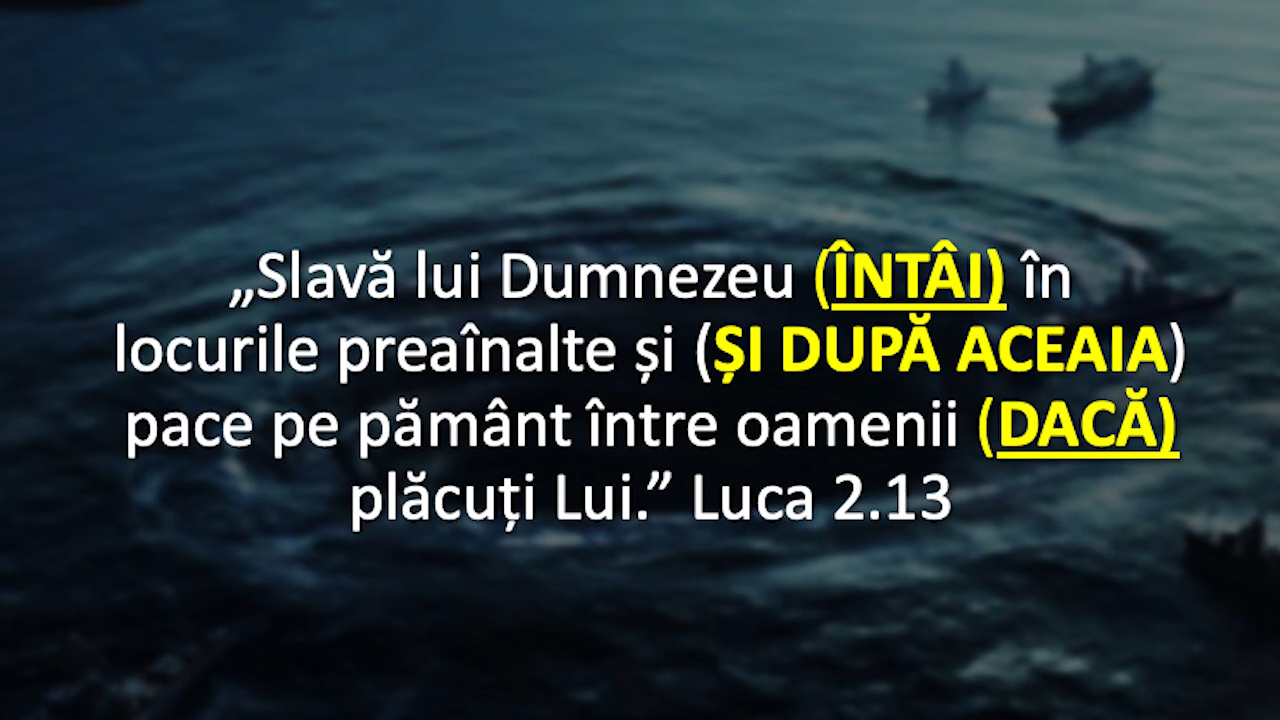 „Slavă lui Dumnezeu (ÎNTÂI) în
locurile preaînalte și (ȘI DUPĂ ACEAIA)
pace pe pământ între oamenii (DACĂ)
plăcuți Lui.” Luca 2.13